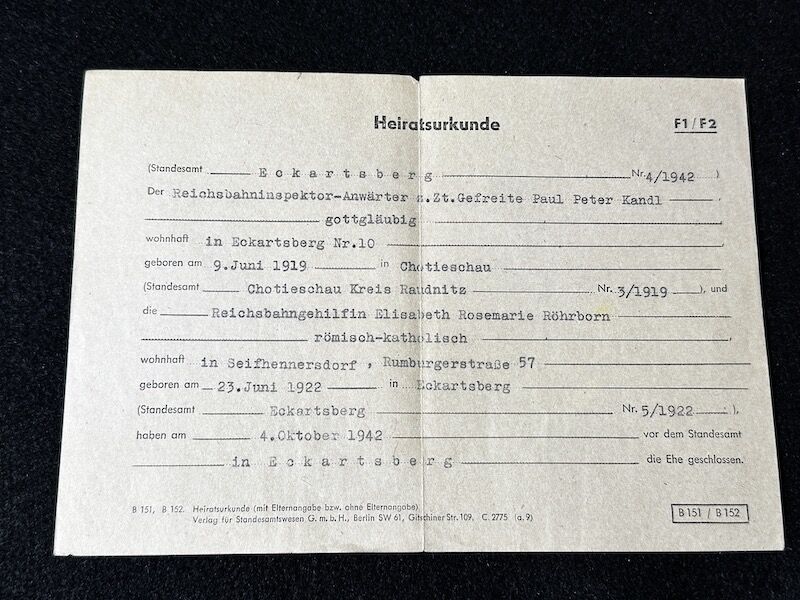 Heiratsurkunde F1/F2
(Standesamt Eckartsberg Nr. 4/1942 )
Der Reichsbahninspektor-Anwärter z.Zt.Gefreite Paul Peter Kandl ,
gottgläubig ,
wohnhaft in Eckartsberg Nr.10
geboren am 9.Juni 1919 in Chotieschau
(Standesamt Chotieschau Kreis Raudnitz Nr. 3/1919 ), und
die Reichsbahngehilfin Elisabeth Rosemarie Röhrborn
römisch-katholisch ,
wohnhaft in Seifhennersdorf , Rumburgerstraße 57
geboren am 23.Juni 1922 in Eckartsberg
(Standesamt Eckartsberg Nr. 5/1922 ),
haben am 4.Oktober 1942 vor dem Standesamt
in Eckartsberg die Ehe geschlossen.
B 151, B 152. Heiratsurkunde (mit Elternangabe bzw. ohne Elternangabe)
Verlag für Standesamtswesen G. m. b. H., Berlin SW 61, Gitschiner Str. 109. C. 2775 (a. 9)
B 151 / B 152